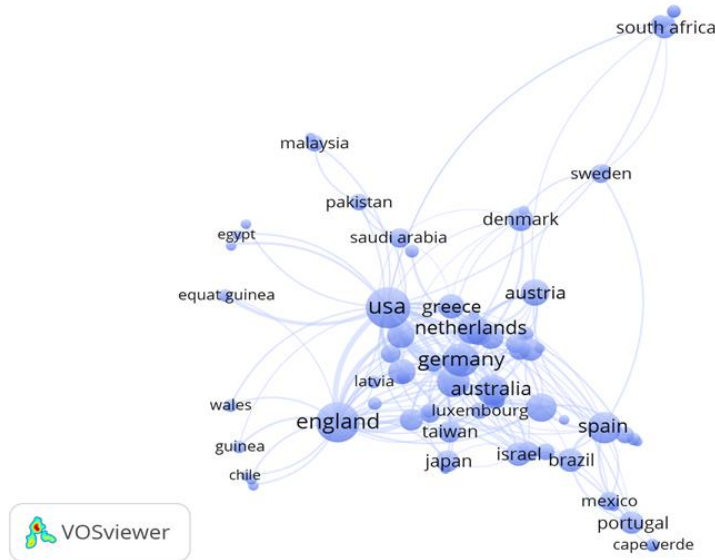 south africa
malaysia
sweden
pakistan
denmark
egypt
saudi arabia
equat guinea
austria
usa
greece
netherlands
germany
latvia
australia
wales
luxembourg
england
spain
taiwan
guinea
israel
japan
brazil
chile
mexico
portugal
VOSviewer
cape verde